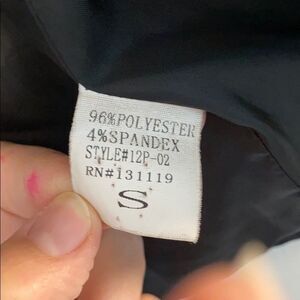 96%POLYESTER
4%SPANDEX
STYLE#12P-02
RN#131119
S